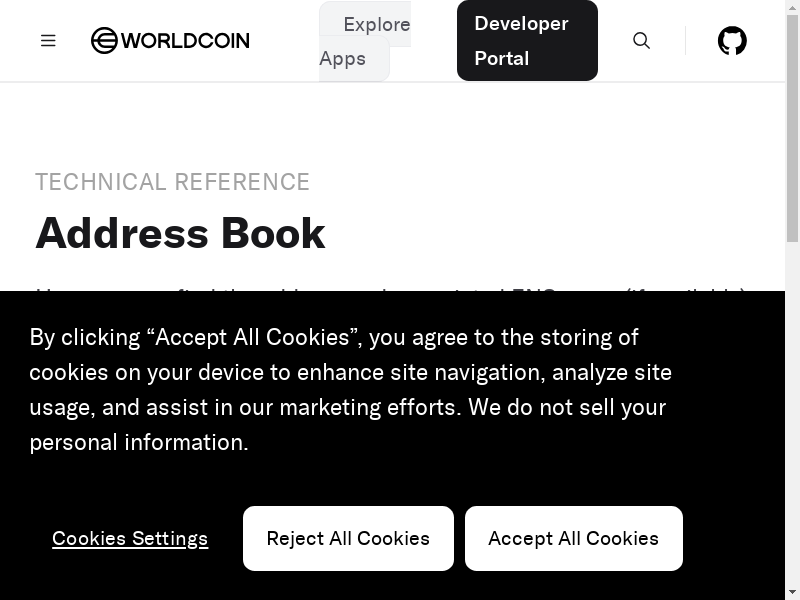 WORLDCOIN
Explore
Apps
Developer
Portal
TECHNICAL REFERENCE
Address Book
By clicking “Accept All Cookies”, you agree to the storing of
cookies on your device to enhance site navigation, analyze site
usage, and assist in our marketing efforts. We do not sell your
personal information.
Cookies Settings
Reject All Cookies
Accept All Cookies